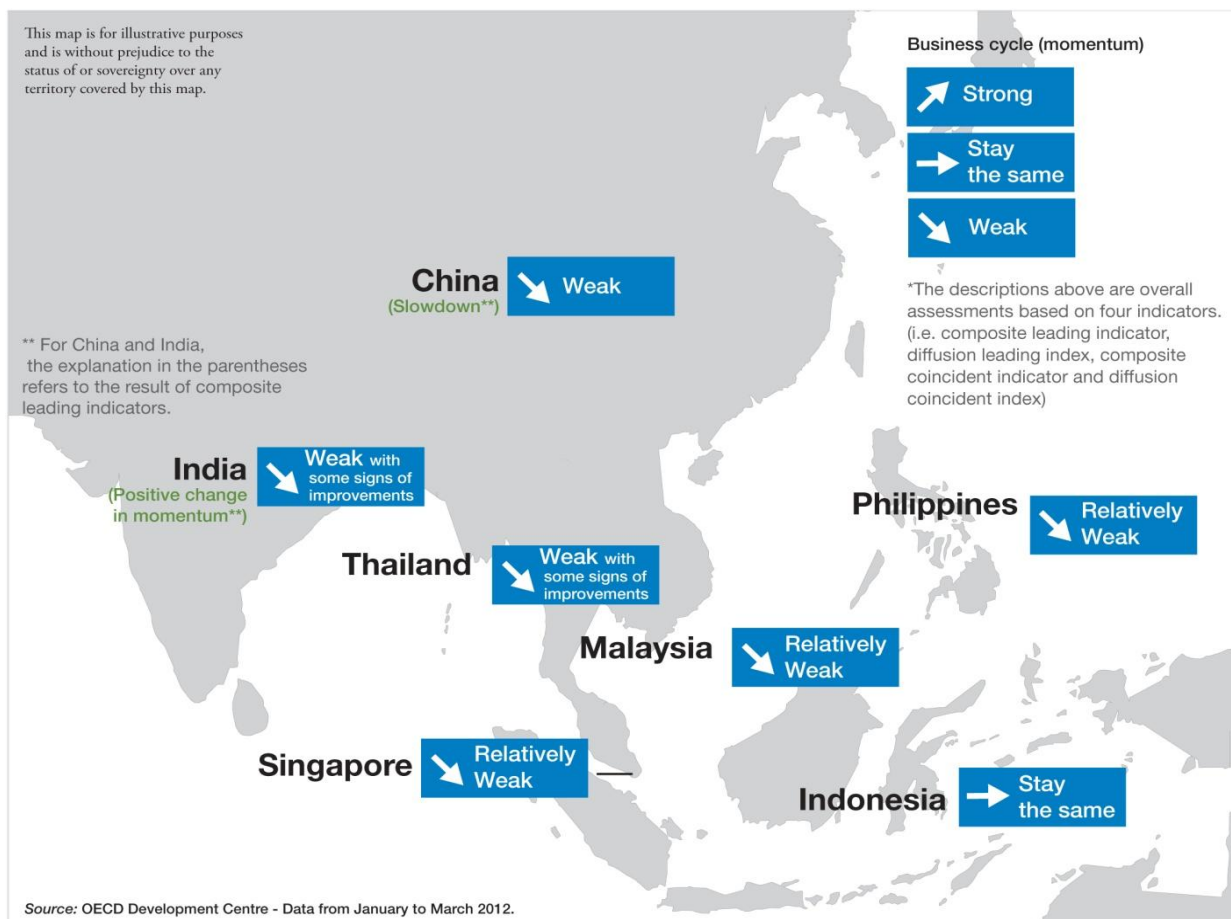 This map is for illustrative purposes
and is without prejudice to the
status of or sovereignty over any
territory covered by this map.
Business cycle (momentum)
Strong
Stay
the same
Weak
*The descriptions above are overall
assessments based on four indicators.
(i.e. composite leading indicator,
diffusion leading index, composite
coincident indicator and diffusion
coincident index)
China
(Slowdown**)
Weak
** For China and India,
the explanation in the parentheses
refers to the result of composite
leading indicators.
India
(Positive change
in momentum**)
Weak with
some signs of
improvements
Philippines
Relatively
Weak
Thailand
Weak with
some signs of
improvements
Malaysia
Relatively
Weak
Singapore
Relatively
Weak
Indonesia
Stay
the same
Source: OECD Development Centre - Data from January to March 2012.